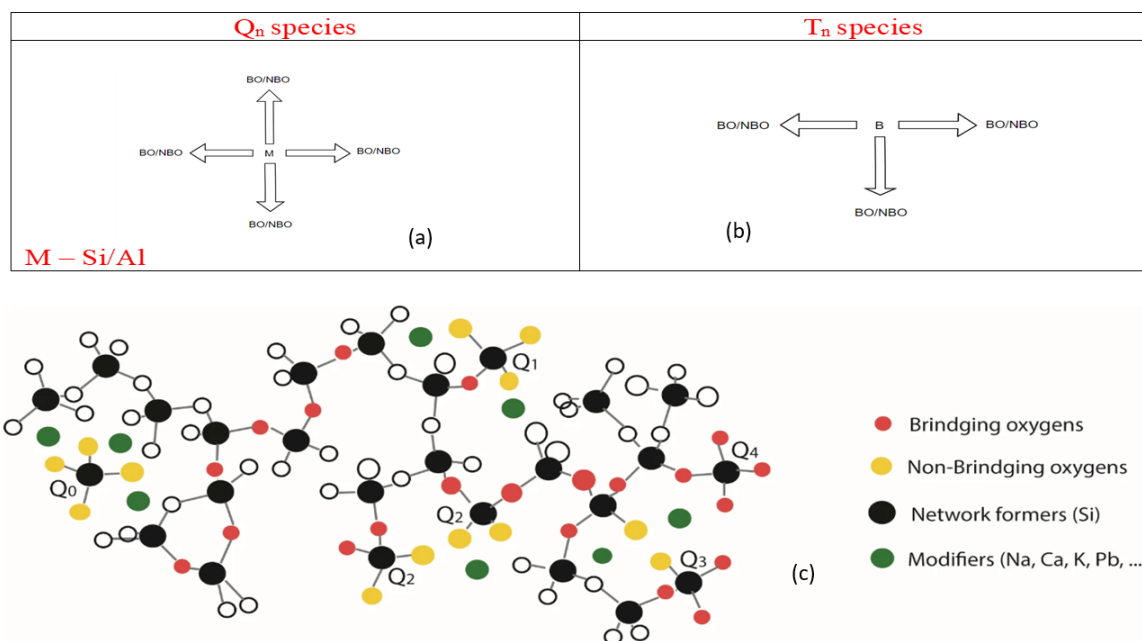 Qn species
Tn species
BO/NBO
BO/NBO
M
BO/NBO
BO/NBO
M – Si/Al
(a)
BO/NBO
B
BO/NBO
BO/NBO
(b)
Q1
Q0
Q2
Q2
Q4
Q3
(c)
Brindging oxygens
Non-Brindging oxygens
Network formers (Si)
Modifiers (Na, Ca, K, Pb, ...